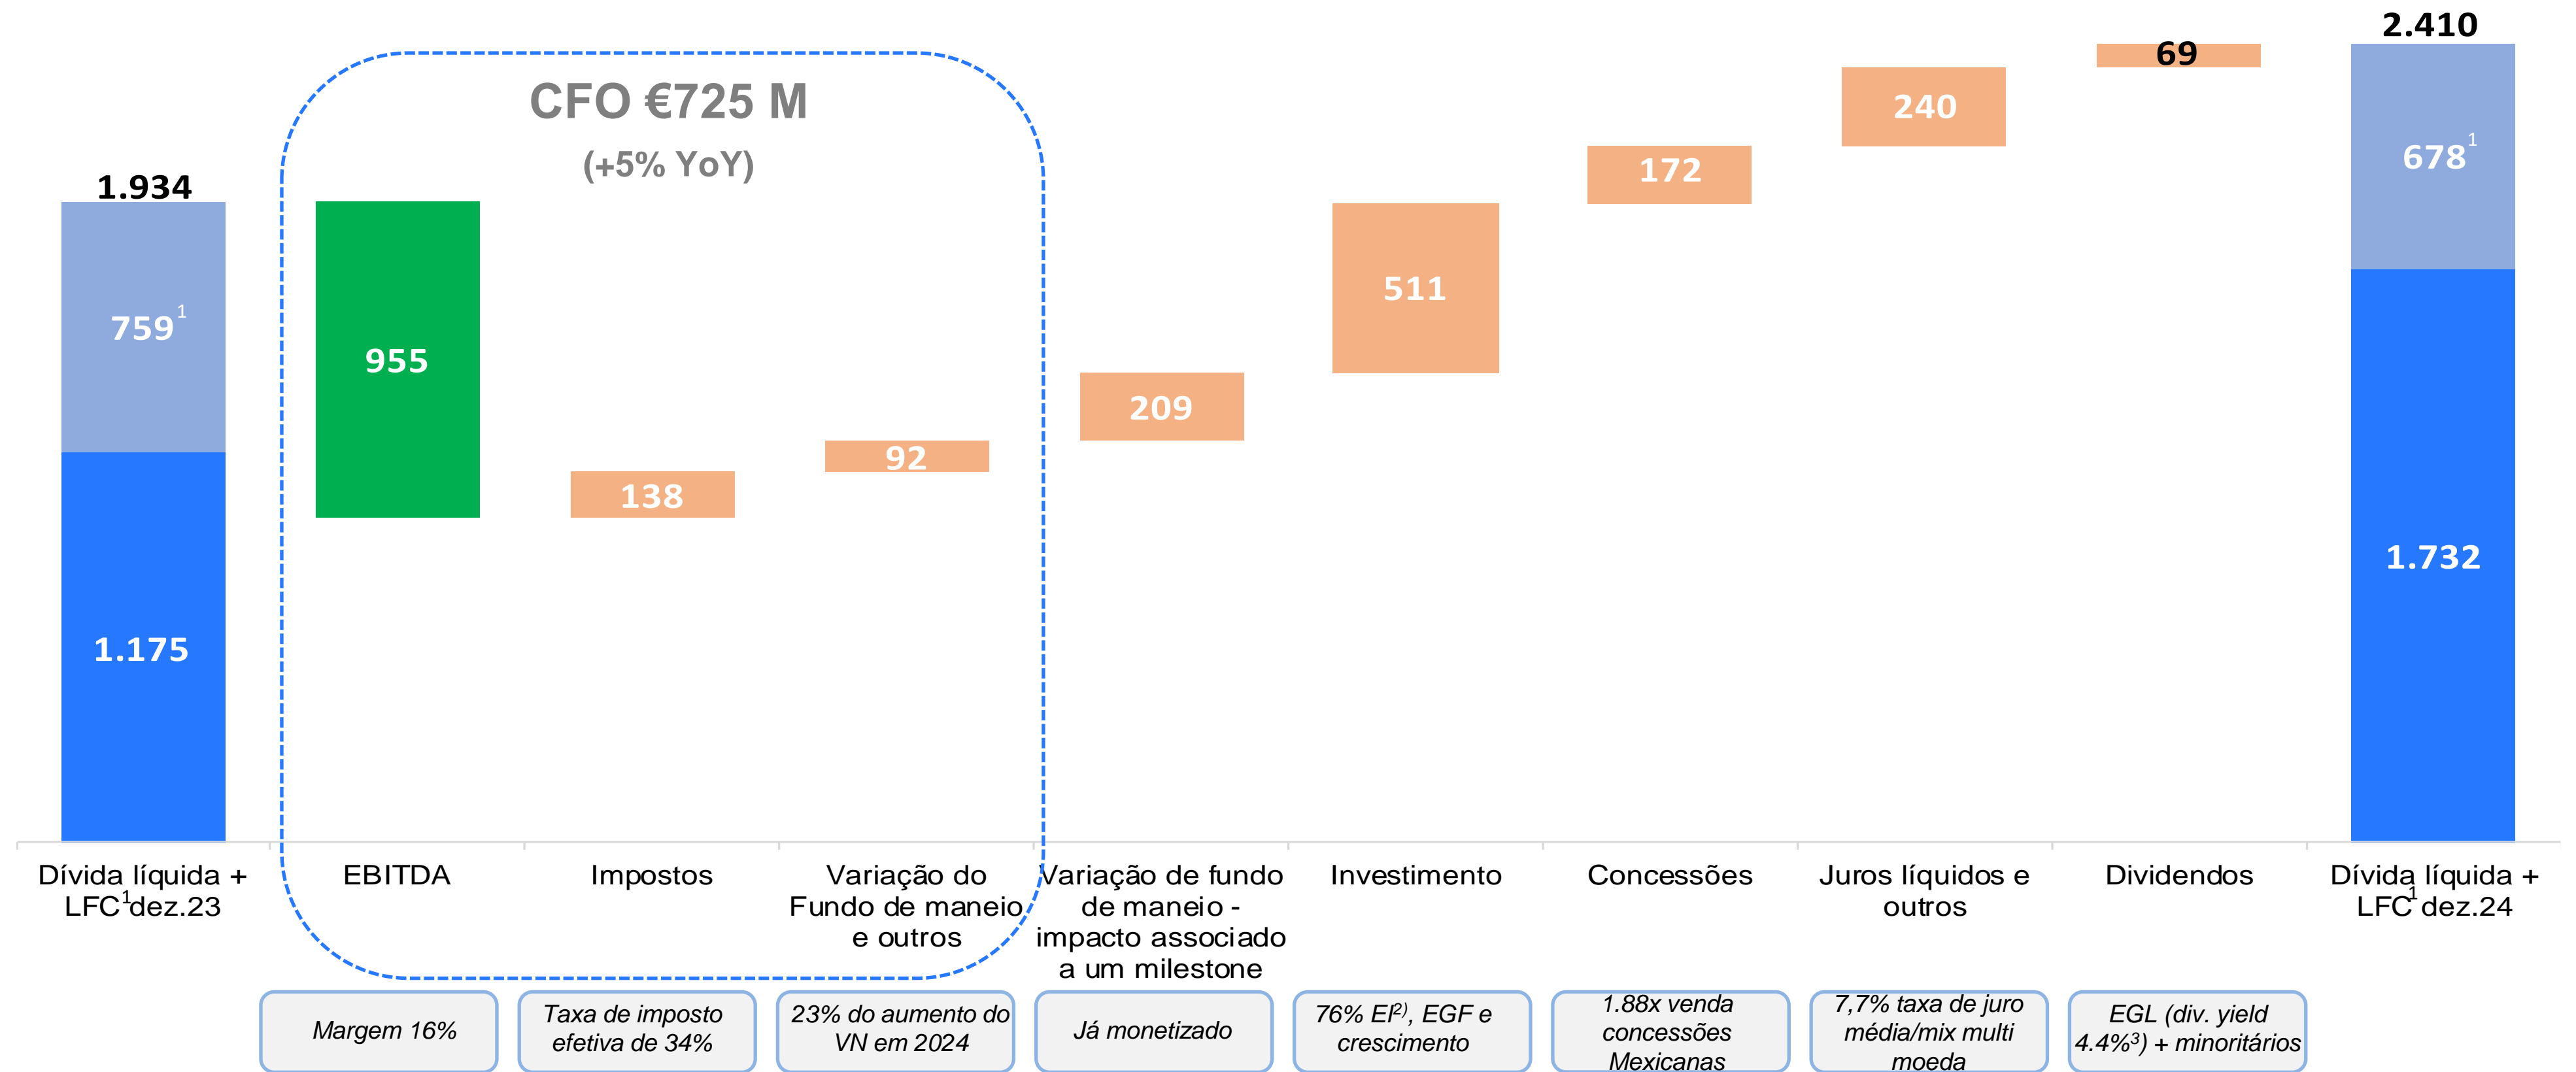 CFO €725 M
(+5% YoY)
1.934
759¹
1.175
955
138
92
209
511
172
240
69
2.410
678¹
1.732
Dívida líquida +
LFC¹ dez.23
EBITDA
Impostos
Variação do
Fundo de maneio
e outros
Variação de fundo
de maneio -
impacto associado
a um milestone
Investimento
Concessões
Juros líquidos e
outros
Dividendos
Dívida líquida +
LFC¹ dez.24
Margem 16%
Taxa de imposto
efetiva de 34%
23% do aumento do
VN em 2024
Já monetizado
76% EI²⁾, EGF e
crescimento
1.88x venda
concessões
Mexicanas
7,7% taxa de juro
média/mix multi
moeda
EGL (div. yield
4.4%³) + minoritários